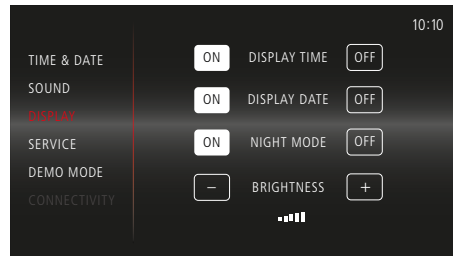 10:10
TIME & DATE
SOUND
DISPLAY
SERVICE
DEMO MODE
CONNECTIVITY
ON DISPLAY TIME OFF
ON DISPLAY DATE OFF
ON NIGHT MODE OFF
– BRIGHTNESS +